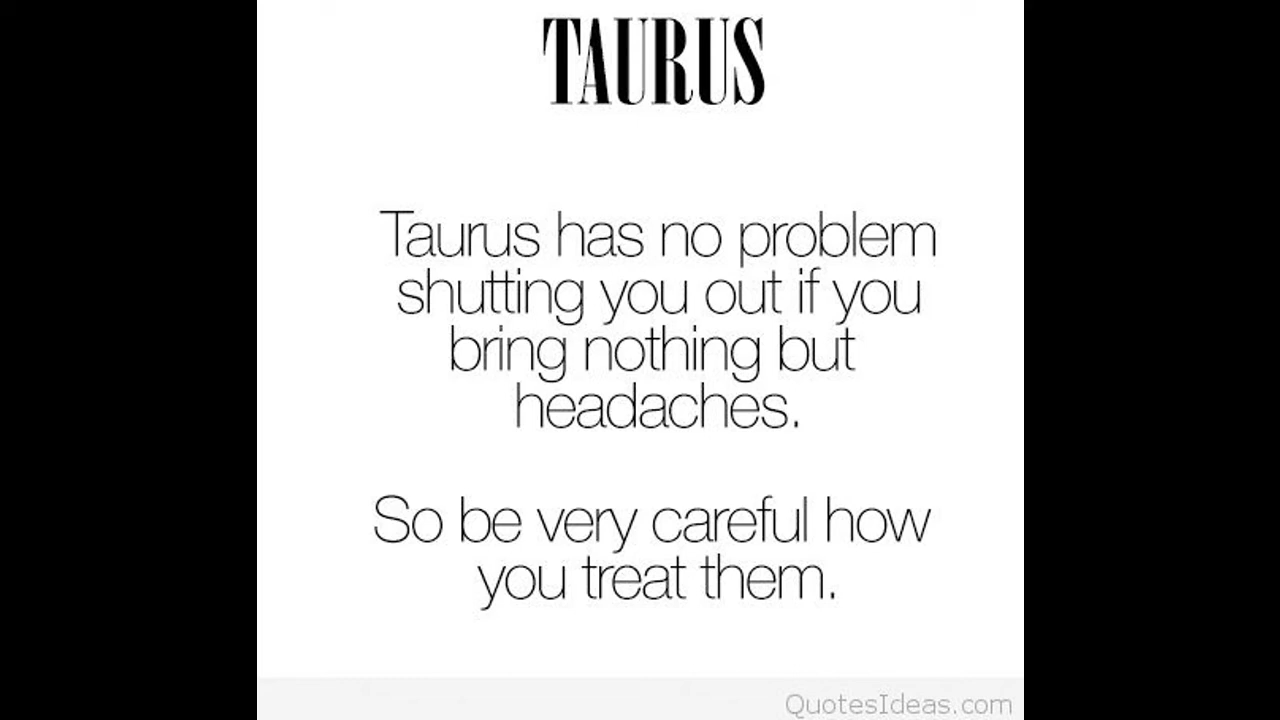 TAURUS
Taurus has no problem
shutting you out if you
bring nothing but
headaches.
So be very careful how
you treat them.
QuotesIdeas.com